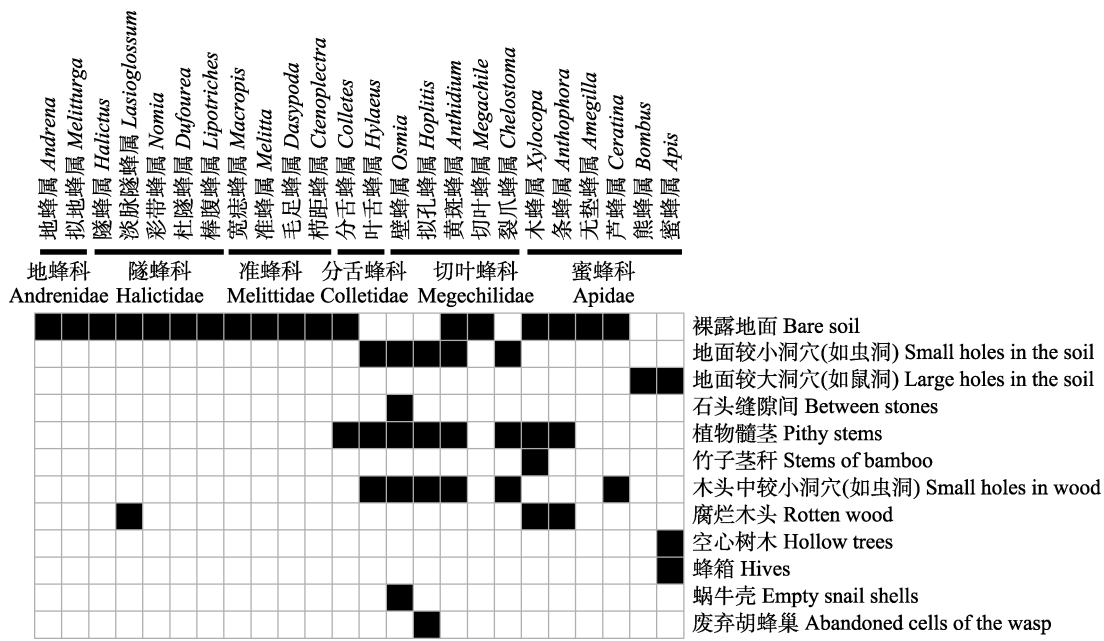 地蜂属 Andrena
拟地蜂属 Melitturga
隧蜂属 Halictus
淡脉隧蜂属 Lasioglossum
彩带蜂属 Nomia
杜隧蜂属 Dufourea
棒腹蜂属 Lipotriches
宽痣蜂属 Macropis
准蜂属 Melitta
毛足蜂属 Dasypoda
栉距蜂属 Ctenoplectra
分舌蜂属 Colletes
叶舌蜂属 Hylaeus
壁蜂属 Osmia
拟孔蜂属 Hoplitis
黄斑蜂属 Anthidium
切叶蜂属 Megachile
裂爪蜂属 Chelostoma
木蜂属 Xylocopa
条蜂属 Anthophora
无垫蜂属 Amegilla
芦蜂属 Ceratina
熊蜂属 Bombus
蜜蜂属 Apis
地蜂科 隧蜂科 准蜂科 分舌蜂科 切叶蜂科 蜜蜂科
Andrenidae Halictidae Melittidae Colletidae Megechilidae Apidae
裸露地面 Bare soil
地面较小洞穴(如虫洞) Small holes in the soil
地面较大洞穴(如鼠洞) Large holes in the soil
石头缝隙间 Between stones
植物髓茎 Pithy stems
竹子茎秆 Stems of bamboo
木头中较小洞穴(如虫洞) Small holes in wood
腐烂木头 Rotten wood
空心树木 Hollow trees
蜂箱 Hives
蜗牛壳 Empty snail shells
废弃胡蜂巢 Abandoned cells of the wasp